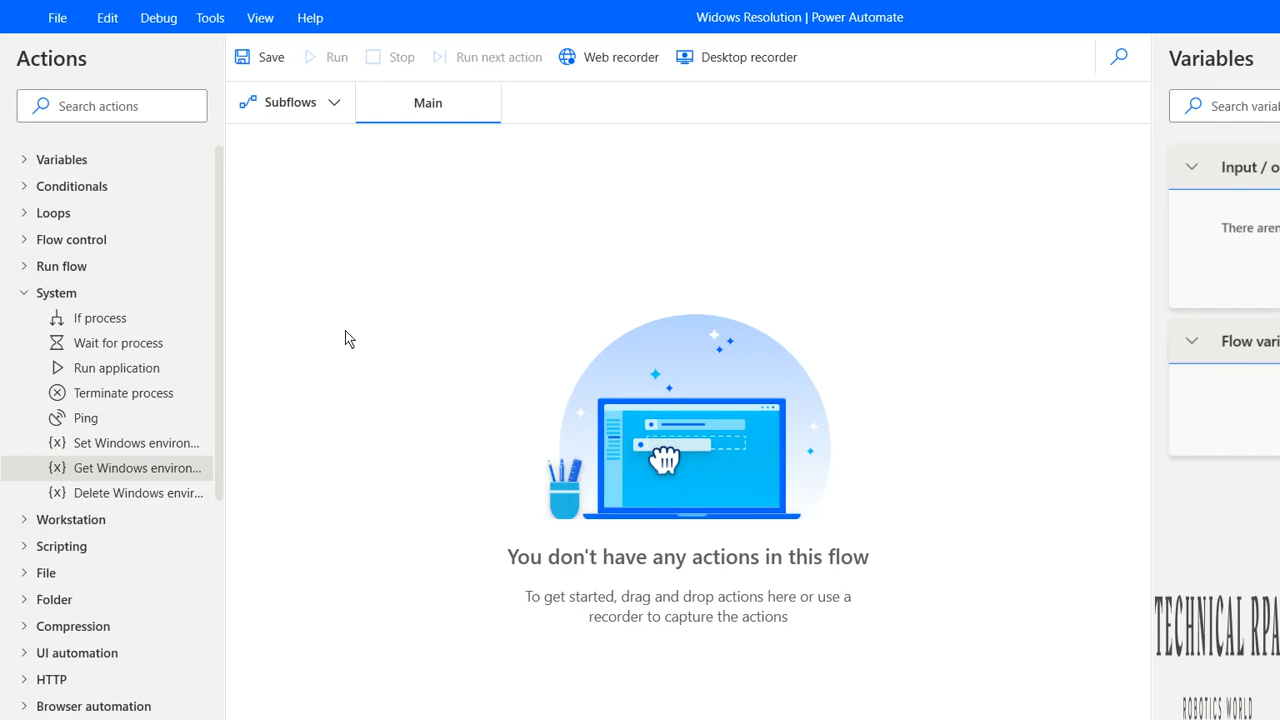 File Edit Debug Tools View Help
Widows Resolution | Power Automate
Actions
Search actions
Variables
Conditionals
Loops
Flow control
Run flow
System
If process
Wait for process
Run application
Terminate process
Ping
{x} Set Windows environ...
{x} Get Windows environ...
{x} Delete Windows envir...
Workstation
Scripting
File
Folder
Compression
UI automation
HTTP
Browser automation
Save Run Stop Run next action Web recorder Desktop recorder
Subflows Main
You don't have any actions in this flow
To get started, drag and drop actions here or use a
recorder to capture the actions
Variables
Search
Input /
There
Flow
TECHNICAL RPA
ROBOTICS WORLD